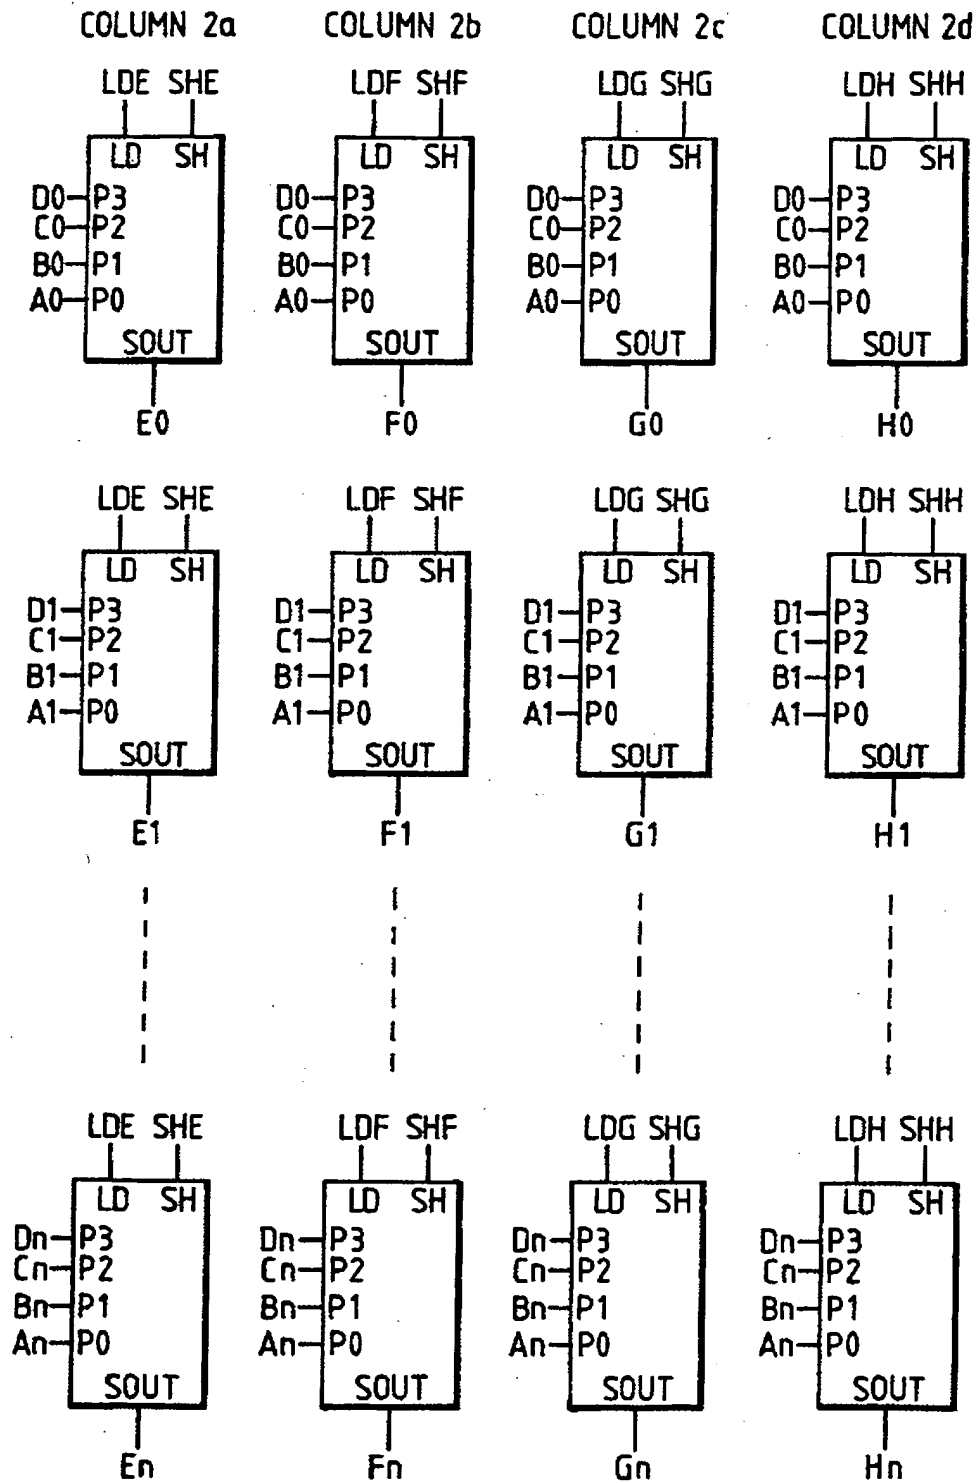 COLUMN 2a COLUMN 2b COLUMN 2c COLUMN 2d
LDE SHE LDF SHF LDG SHG LDH SHH
LD SH LD SH LD SH LD SH
D0 P3 D0 P3 D0 P3 D0 P3
C0 P2 C0 P2 C0 P2 C0 P2
B0 P1 B0 P1 B0 P1 B0 P1
A0 P0 A0 P0 A0 P0 A0 P0
SOUT SOUT SOUT SOUT
E0 F0 G0 H0
LDE SHE LDF SHF LDG SHG LDH SHH
LD SH LD SH LD SH LD SH
D1 P3 D1 P3 D1 P3 D1 P3
C1 P2 C1 P2 C1 P2 C1 P2
B1 P1 B1 P1 B1 P1 B1 P1
A1 P0 A1 P0 A1 P0 A1 P0
SOUT SOUT SOUT SOUT
E1 F1 G1 H1
LDE SHE LDF SHF LDG SHG LDH SHH
LD SH LD SH LD SH LD SH
Dn P3 Dn P3 Dn P3 Dn P3
Cn P2 Cn P2 Cn P2 Cn P2
Bn P1 Bn P1 Bn P1 Bn P1
An P0 An P0 An P0 An P0
SOUT SOUT SOUT SOUT
En Fn Gn Hn